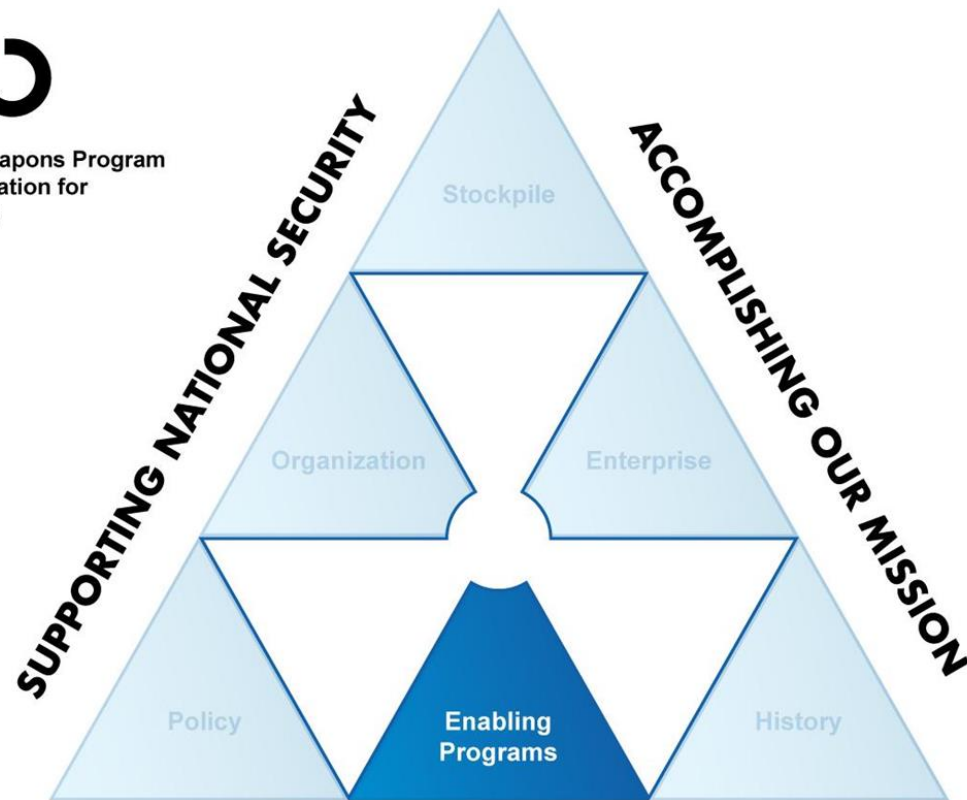 apons Program
ation for
SUPPORTING NATIONAL SECURITY
ACCOMPLISHING OUR MISSION
Stockpile
Organization
Enterprise
Policy
Enabling
Programs
History